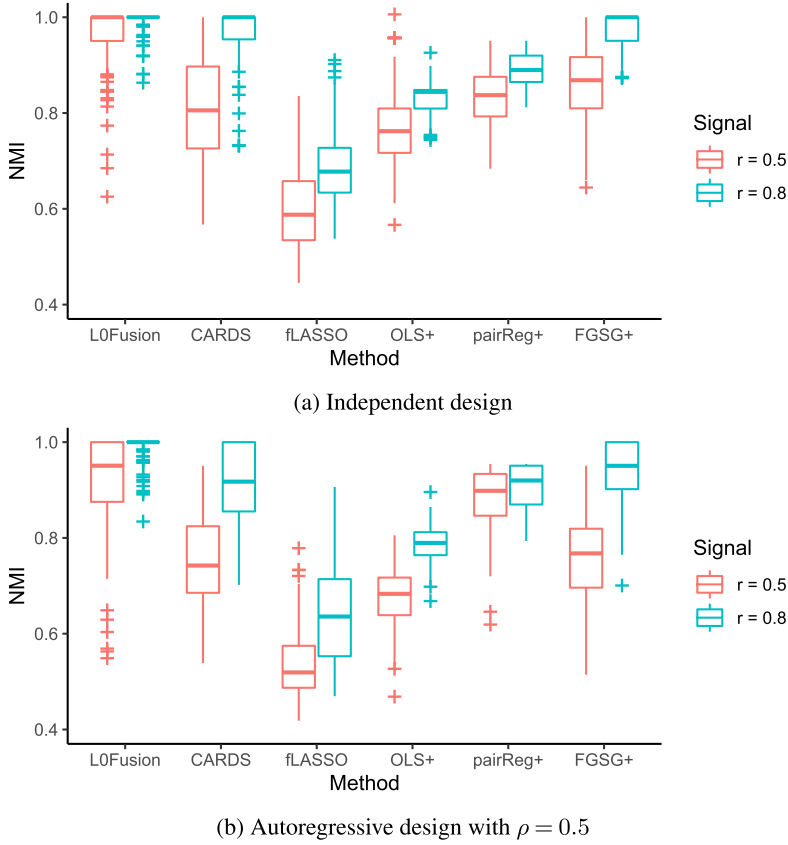 1.0
0.8
0.6
0.4
NMI
L0Fusion CARDS fLASSO OLS+ pairReg+ FGSG+
Method
Signal
r = 0.5
r = 0.8
(a) Independent design
1.0
0.8
0.6
0.4
NMI
L0Fusion CARDS fLASSO OLS+ pairReg+ FGSG+
Method
Signal
r = 0.5
r = 0.8
(b) Autoregressive design with ρ = 0.5